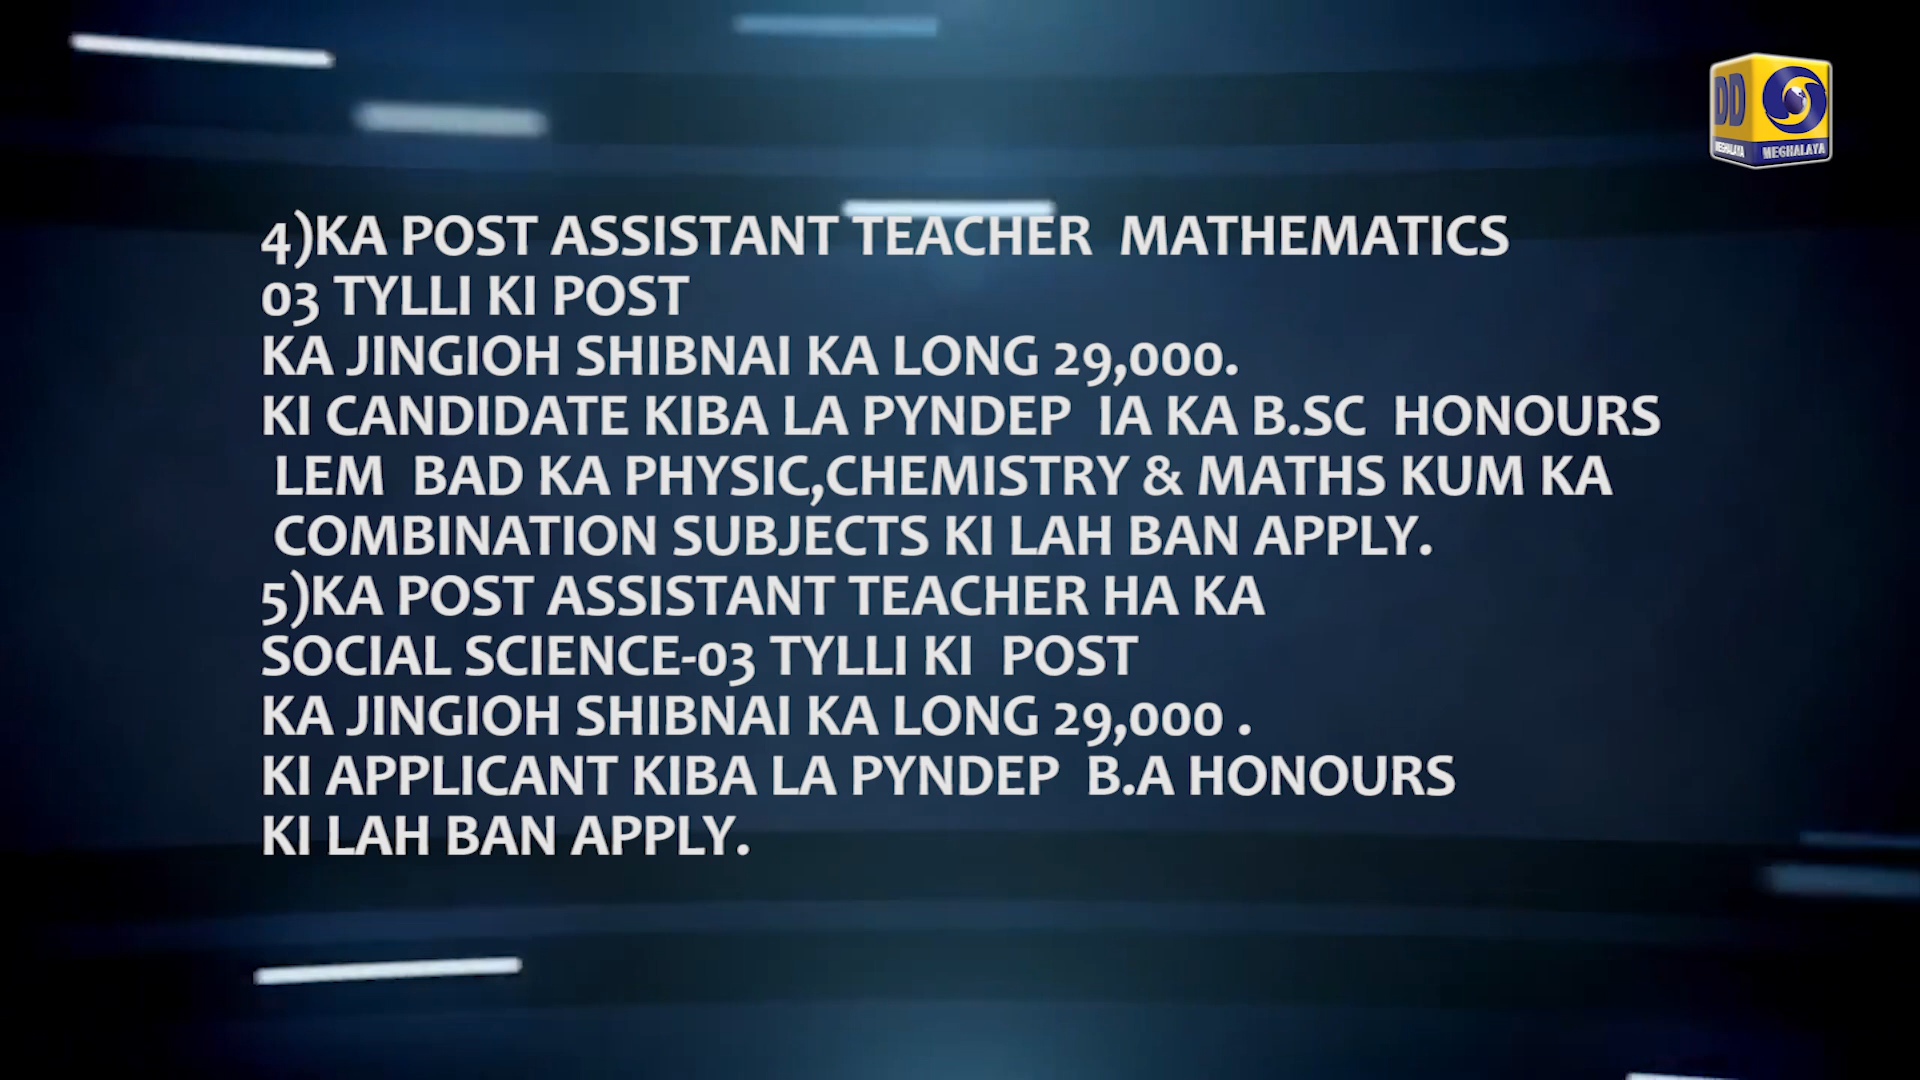 DD
MEGHALAYA
MEGHALAYA
4)KA POST ASSISTANT TEACHER  MATHEMATICS
03 TYLLI KI POST
KA JINGIOH SHIBNAI KA LONG 29,000.
KI CANDIDATE KIBA LA PYNDEP  IA KA B.SC  HONOURS
LEM  BAD KA PHYSIC,CHEMISTRY & MATHS KUM KA
COMBINATION SUBJECTS KI LAH BAN APPLY.
5)KA POST ASSISTANT TEACHER HA KA
SOCIAL SCIENCE-03 TYLLI KI  POST
KA JINGIOH SHIBNAI KA LONG 29,000 .
KI APPLICANT KIBA LA PYNDEP  B.A HONOURS
KI LAH BAN APPLY.